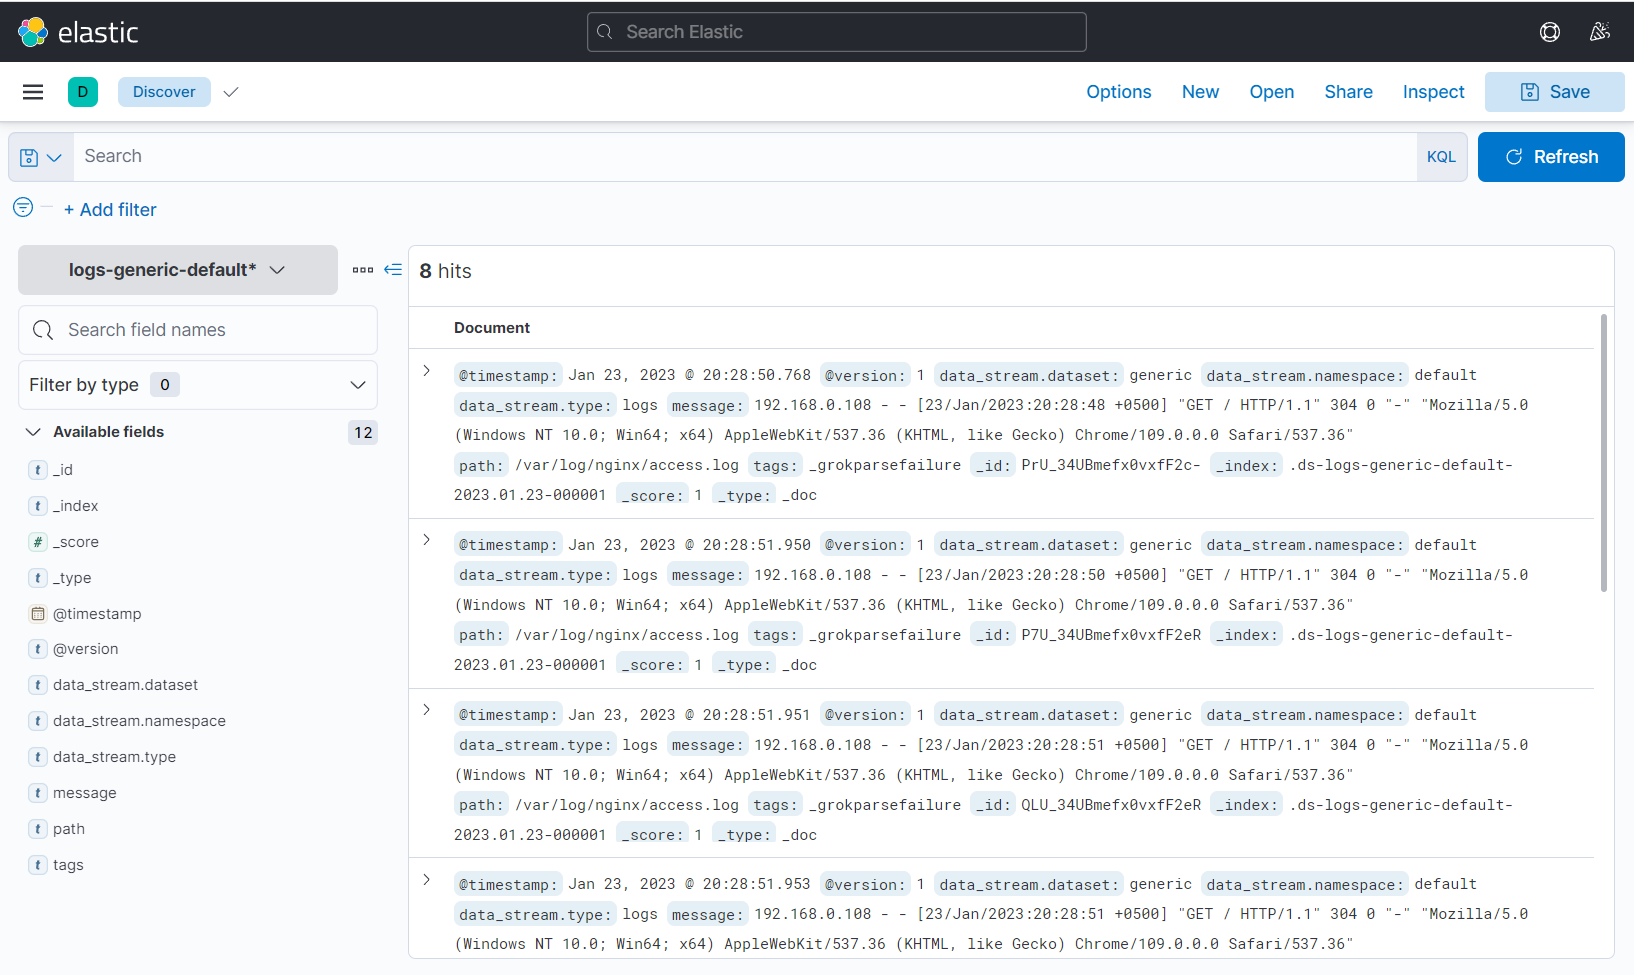 elastic
Search Elastic
D
Discover
Options
New
Open
Share
Inspect
Save
Search
KQL
Refresh
+ Add filter
logs-generic-default*
8 hits
Search field names
Filter by type 0
Available fields 12
t _id
t _index
# _score
t _type
@timestamp
t @version
t data_stream.dataset
t data_stream.namespace
t data_stream.type
t message
t path
t tags
Document
@timestamp: Jan 23, 2023 @ 20:28:50.768 @version: 1 data_stream.dataset: generic data_stream.namespace: default
data_stream.type: logs message: 192.168.0.108 - - [23/Jan/2023:20:28:48 +0500] "GET / HTTP/1.1" 304 0 "-" "Mozilla/5.0
(Windows NT 10.0; Win64; x64) AppleWebKit/537.36 (KHTML, like Gecko) Chrome/109.0.0.0 Safari/537.36"
path: /var/log/nginx/access.log tags: _grokparsefailure _id: PrU_34UBmefx0vxfF2c- _index: .ds-logs-generic-default-
2023.01.23-000001 _score: 1 _type: _doc
@timestamp: Jan 23, 2023 @ 20:28:51.950 @version: 1 data_stream.dataset: generic data_stream.namespace: default
data_stream.type: logs message: 192.168.0.108 - - [23/Jan/2023:20:28:50 +0500] "GET / HTTP/1.1" 304 0 "-" "Mozilla/5.0
(Windows NT 10.0; Win64; x64) AppleWebKit/537.36 (KHTML, like Gecko) Chrome/109.0.0.0 Safari/537.36"
path: /var/log/nginx/access.log tags: _grokparsefailure _id: P7U_34UBmefx0vxfF2eR _index: .ds-logs-generic-default-
2023.01.23-000001 _score: 1 _type: _doc
@timestamp: Jan 23, 2023 @ 20:28:51.951 @version: 1 data_stream.dataset: generic data_stream.namespace: default
data_stream.type: logs message: 192.168.0.108 - - [23/Jan/2023:20:28:51 +0500] "GET / HTTP/1.1" 304 0 "-" "Mozilla/5.0
(Windows NT 10.0; Win64; x64) AppleWebKit/537.36 (KHTML, like Gecko) Chrome/109.0.0.0 Safari/537.36"
path: /var/log/nginx/access.log tags: _grokparsefailure _id: QLU_34UBmefx0vxfF2eR _index: .ds-logs-generic-default-
2023.01.23-000001 _score: 1 _type: _doc
@timestamp: Jan 23, 2023 @ 20:28:51.953 @version: 1 data_stream.dataset: generic data_stream.namespace: default
data_stream.type: logs message: 192.168.0.108 - - [23/Jan/2023:20:28:51 +0500] "GET / HTTP/1.1" 304 0 "-" "Mozilla/5.0
(Windows NT 10.0; Win64; x64) AppleWebKit/537.36 (KHTML, like Gecko) Chrome/109.0.0.0 Safari/537.36"